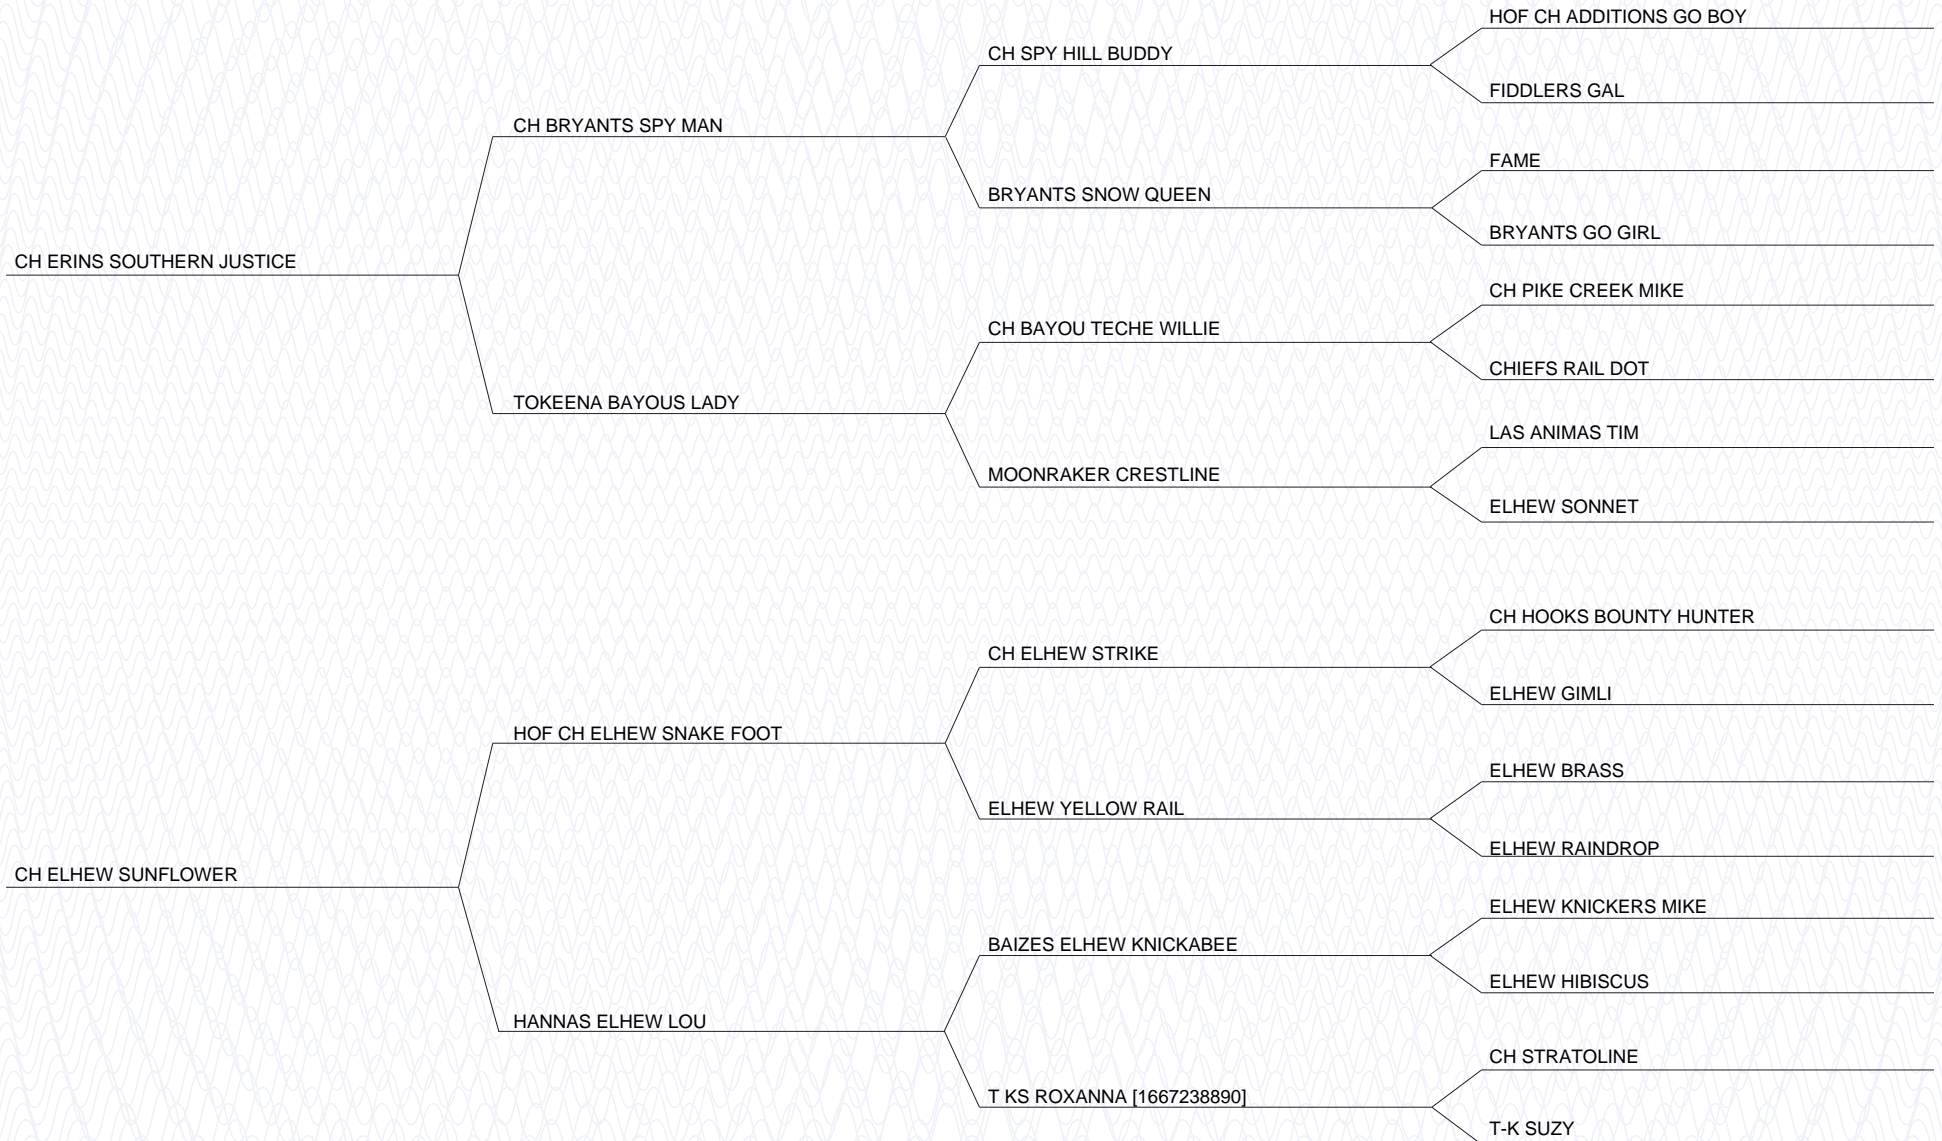 HOF CH ADDITIONS GO BOY
CH SPY HILL BUDDY
FIDDLERS GAL
CH BRYANTS SPY MAN
FAME
BRYANTS SNOW QUEEN
BRYANTS GO GIRL
CH ERINS SOUTHERN JUSTICE
CH PIKE CREEK MIKE
CH BAYOU TECHE WILLIE
CHIEFS RAIL DOT
TOKEENA BAYOUS LADY
LAS ANIMAS TIM
MOONRAKER CRESTLINE
ELHEW SONNET
CH HOOKS BOUNTY HUNTER
CH ELHEW STRIKE
ELHEW GIMLI
HOF CH ELHEW SNAKE FOOT
ELHEW BRASS
ELHEW YELLOW RAIL
ELHEW RAINDROP
CH ELHEW SUNFLOWER
ELHEW KNICKERS MIKE
BAIZES ELHEW KNICKABEE
ELHEW HIBISCUS
HANNAS ELHEW LOU
CH STRATOLINE
T KS ROXANNA [1667238890]
T-K SUZY